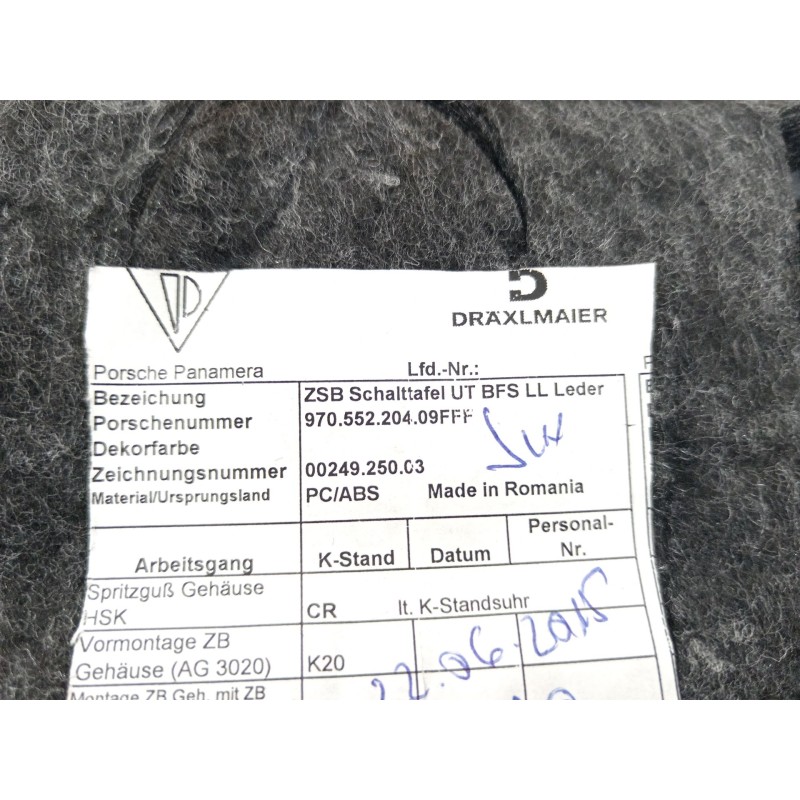 DRÄXLMAIER
Porsche Panamera Lfd.-Nr.:
Bezeichung ZSB Schalttafel UT BFS LL Leder
Porschenummer 970.552.204.09FFF
Dekorfarbe
Zeichnungsnummer 00249.250.03
Material/Ursprungsland PC/ABS Made in Romania
Arbeitsgang K-Stand Datum Personal-
Nr.
Spritzguß Gehäuse
HSK CR lt. K-Standsuhr
Vormontage ZB
Gehäuse (AG 3020) K20
22.06.2015
Montage ZB Geh. mit ZB